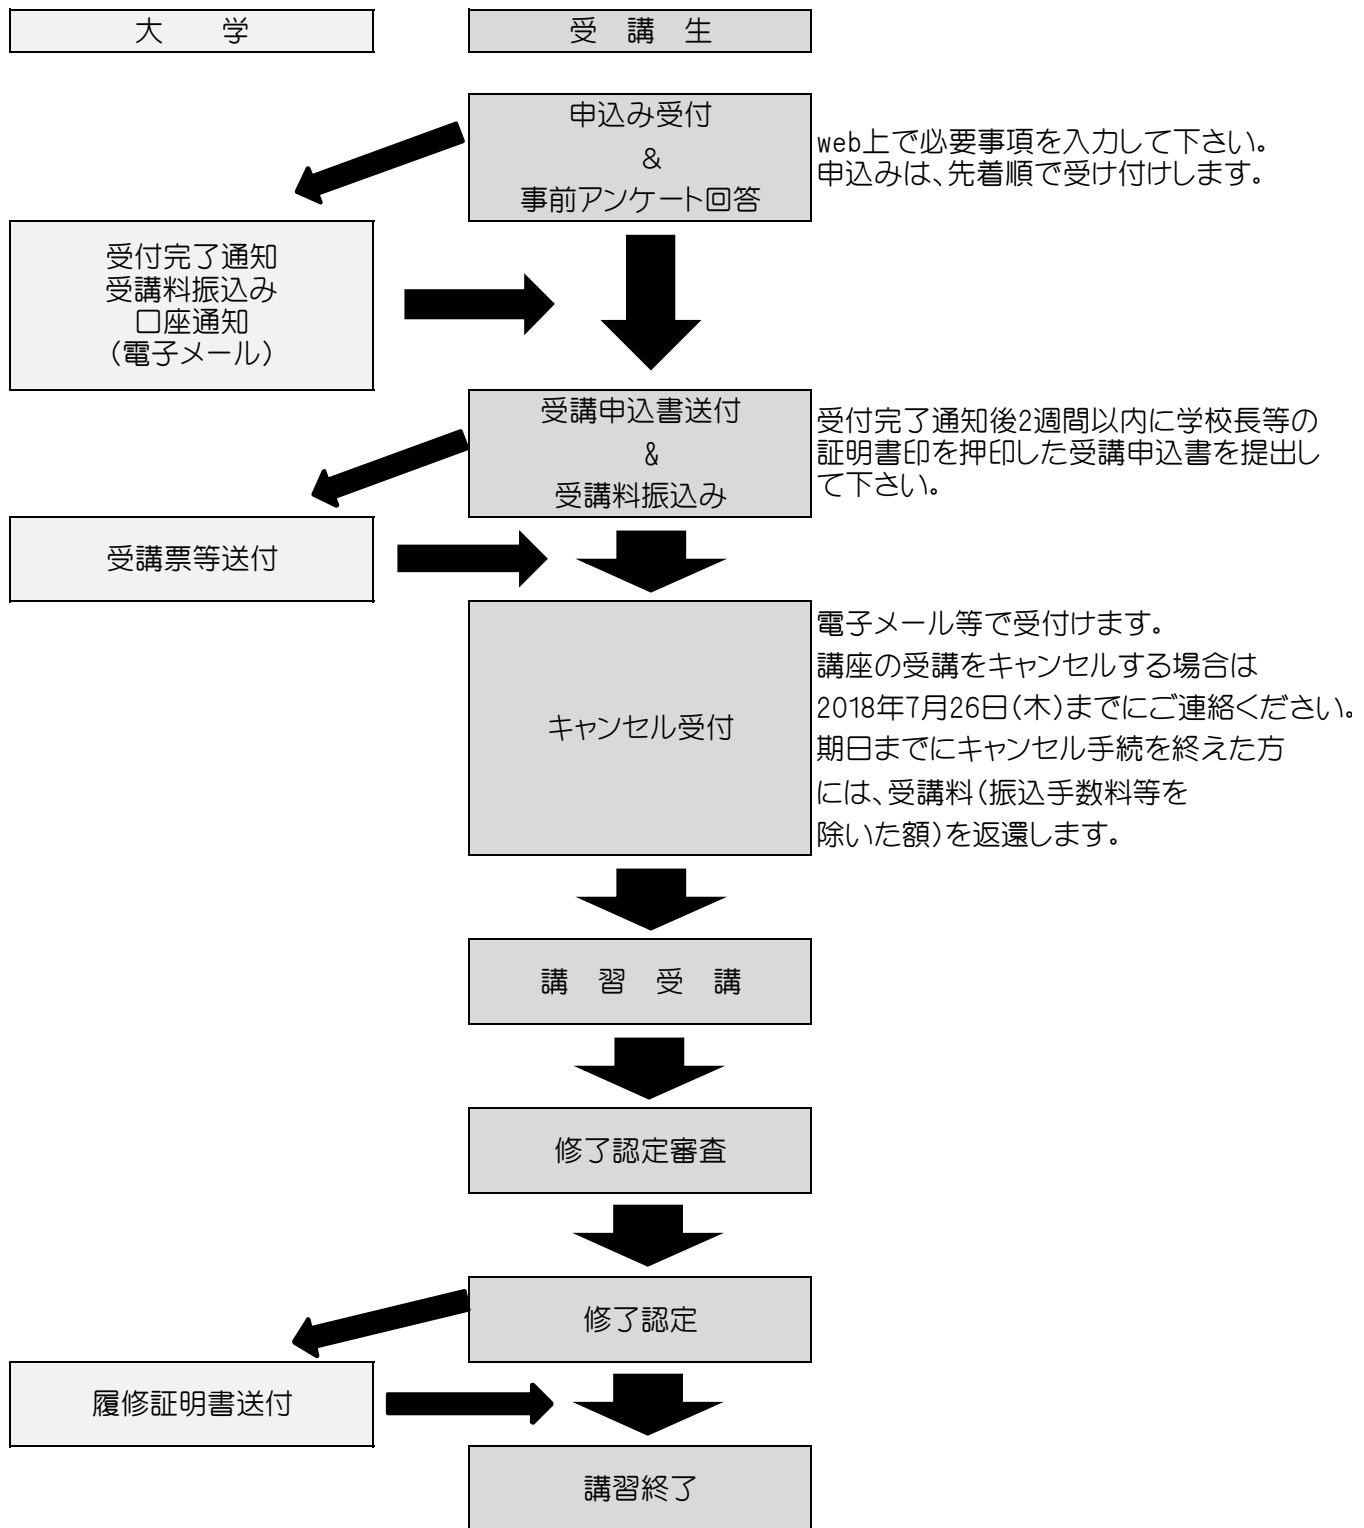 大　学
受　講　生
申込み受付
&
事前アンケート回答
web上で必要事項を入力して下さい。
申込みは、先着順で受け付けします。
受付完了通知
受講料振込み
口座通知
（電子メール）
受講申込書送付
&
受講料振込み
受付完了通知後2週間以内に学校長等の
証明書印を押印した受講申込書を提出し
て下さい。
受講票等送付
キャンセル受付
電子メール等で受付けます。
講座の受講をキャンセルする場合は
2018年7月26日（木）までにご連絡ください。
期日までにキャンセル手続を終えた方
には、受講料（振込手数料等を
除いた額）を返還します。
講　習　受　講
修了認定審査
修了認定
履修証明書送付
講習終了